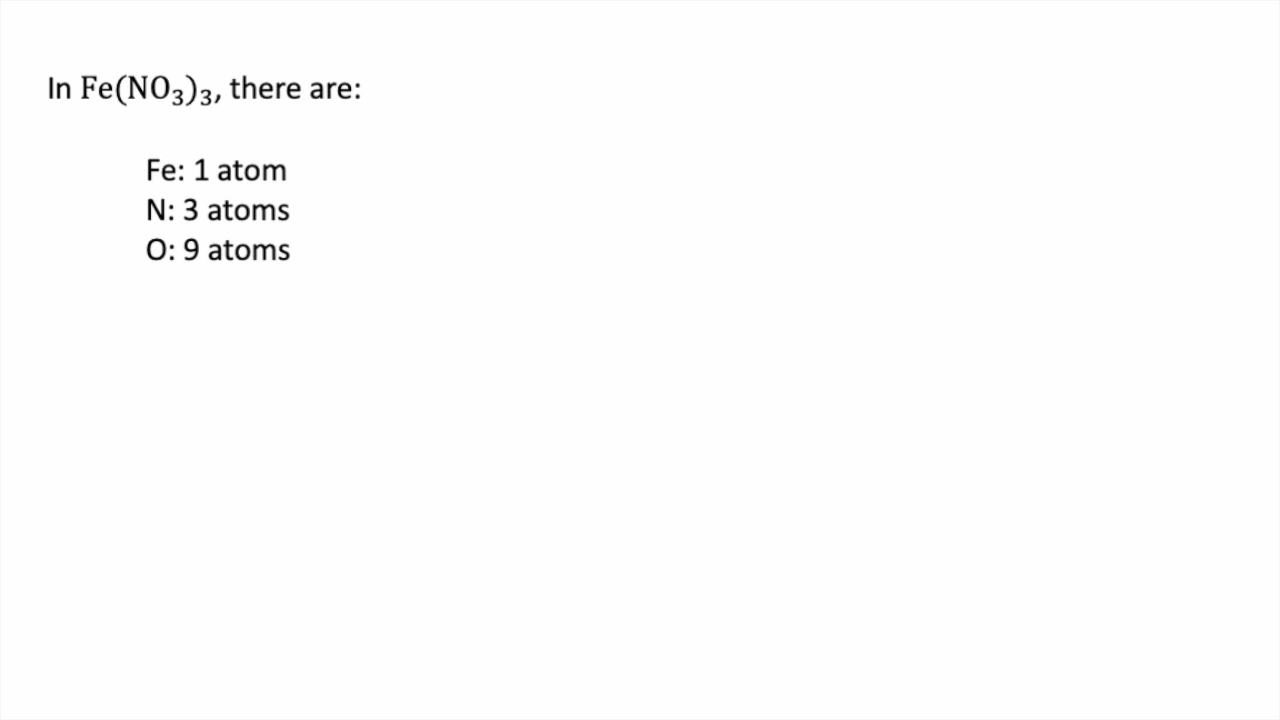 In Fe(NO₃)₃, there are:
Fe: 1 atom
N: 3 atoms
O: 9 atoms